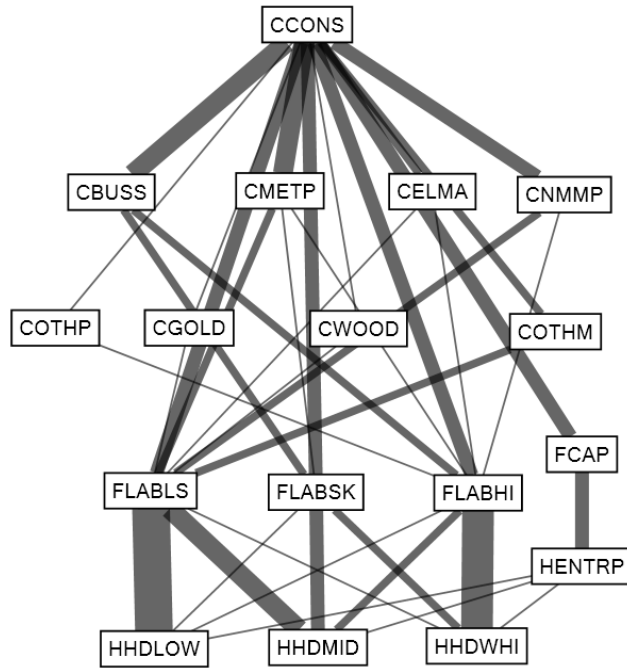 CCONS
CBUSS CMETP CELMA CNMMP
COTHP CGOLD CWOOD COTHM
FCAP
FLABLS FLABSK FLABHI
HENTRP
HHDLOW HHDMID HHDWHI